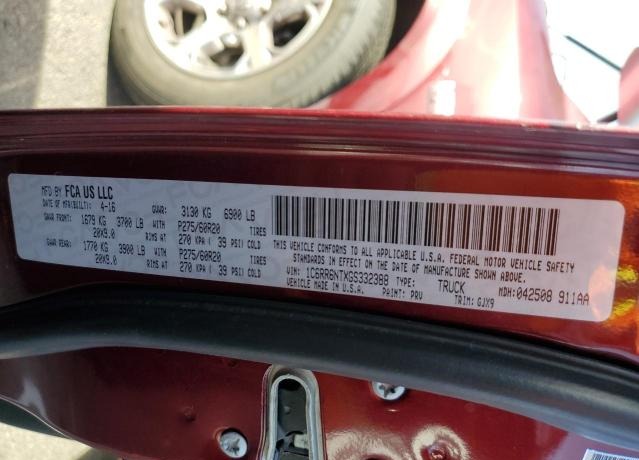 MFD BY FCA US LLC
DATE OF MFR(BUILT): 4-16 GVWR: 3130 KG 6900 LB
GAWR FRONT: 1679 KG 3700 LB WITH P275/60R20 TIRES
20X9.0 RIMS AT 270 KPA ( 39 PSI) COLD
GAWR REAR: 1770 KG 3900 LB WITH P275/60R20 TIRES
20X9.0 RIMS AT 270 KPA ( 39 PSI) COLD
THIS VEHICLE CONFORMS TO ALL APPLICABLE U.S.A. FEDERAL MOTOR VEHICLE SAFETY
STANDARDS IN EFFECT ON THE DATE OF MANUFACTURE SHOWN ABOVE.
VIN: 1C6RR6NTXGS332388 TYPE: TRUCK MDH:042508 911AA
VEHICLE MADE IN U.S.A. PAINT: PRV TRIM: GJX9